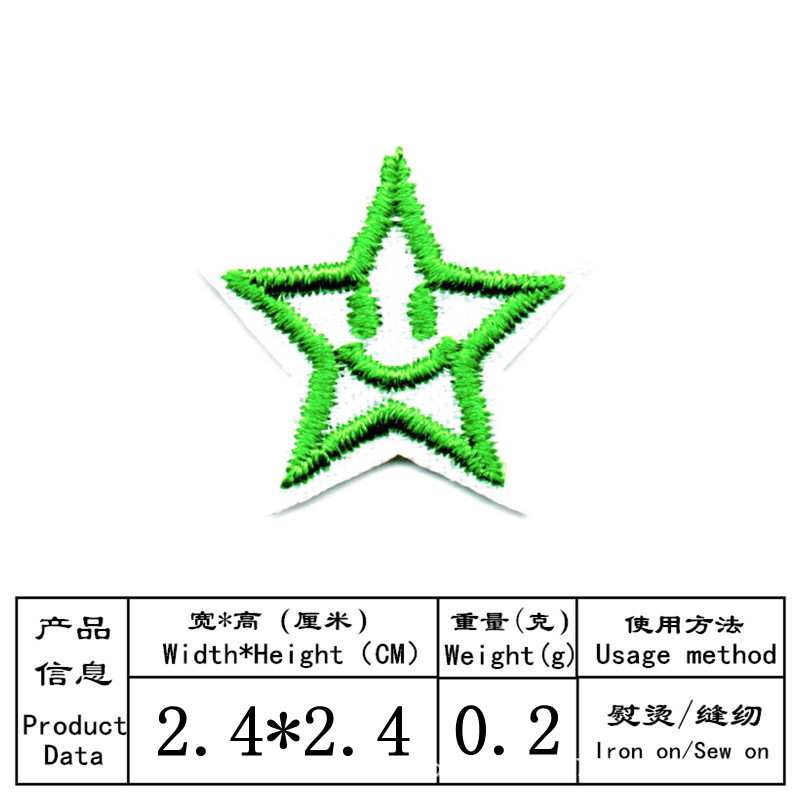 产品
信息
Product
Data
宽*高 (厘米)
Width*Height (CM)
重量(克)
Weight(g)
使用方法
Usage method
2.4*2.4
0.2
熨烫/缝纫
Iron on/Sew on